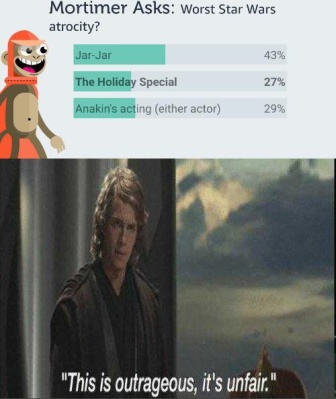 Mortimer Asks: Worst Star Wars
atrocity?
Jar-Jar 43%
The Holiday Special 27%
Anakin's acting (either actor) 29%
"This is outrageous, it's unfair."